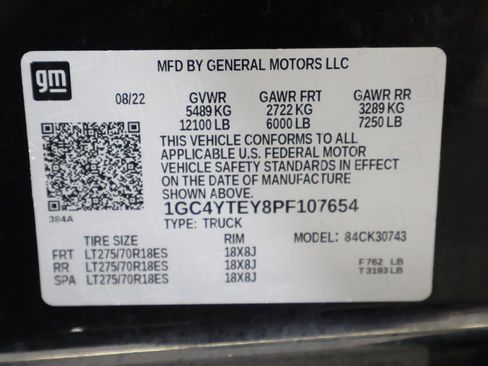 gm
MFD BY GENERAL MOTORS LLC
08/22 GVWR GAWR FRT GAWR RR
5489 KG 2722 KG 3289 KG
12100 LB 6000 LB 7250 LB
THIS VEHICLE CONFORMS TO ALL
APPLICABLE U.S. FEDERAL MOTOR
VEHICLE SAFETY STANDARDS IN EFFECT
ON THE DATE OF MANUFACTURE
SHOWN ABOVE.
384A
1GC4YTEY8PF107654
TYPE: TRUCK
TIRE SIZE RIM MODEL: 84CK30743
FRT LT275/70R18ES 18X8J
RR LT275/70R18ES 18X8J F 762 LB
SPA LT275/70R18ES 18X8J T 3193 LB